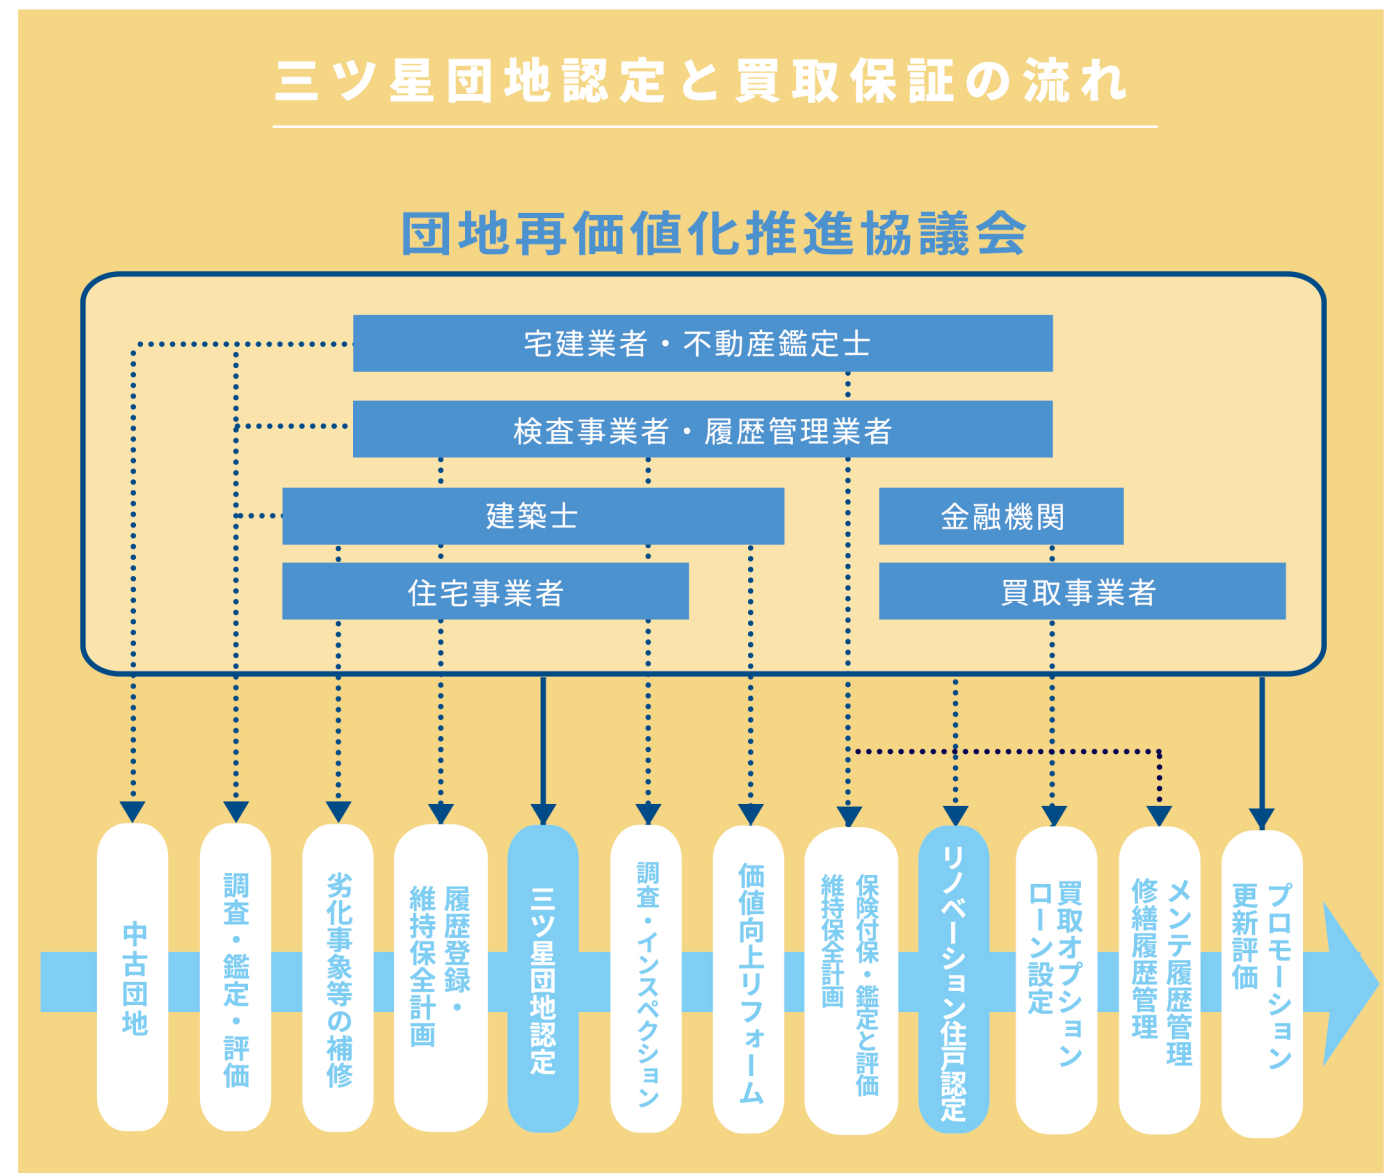 三ツ星団地認定と買取保証の流れ
団地再価値化推進協議会
宅建業者・不動産鑑定士
検査事業者・履歴管理業者
建築士
金融機関
住宅事業者
買取事業者
中古団地
調査・鑑定・評価
劣化事象等の補修
履歴登録・
維持保全計画
三ツ星団地認定
調査・インスペクション
価値向上リフォーム
保険付保・鑑定と評価
維持保全計画
リノベーション住戸認定
買取オプション
ローン設定
メンテ履歴管理
修繕履歴管理
プロモーション
更新評価